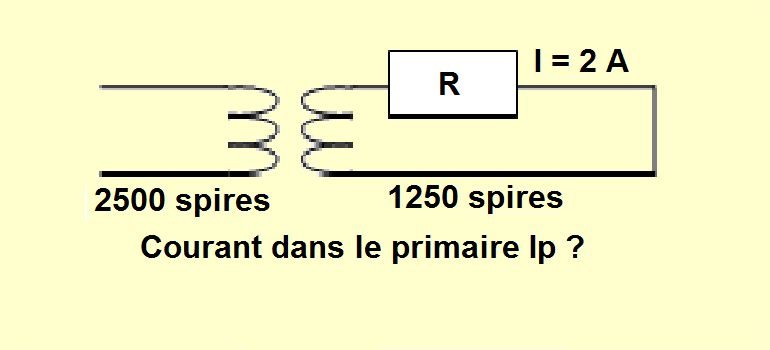 I = 2 A
R
2500 spires
1250 spires
Courant dans le primaire Ip ?